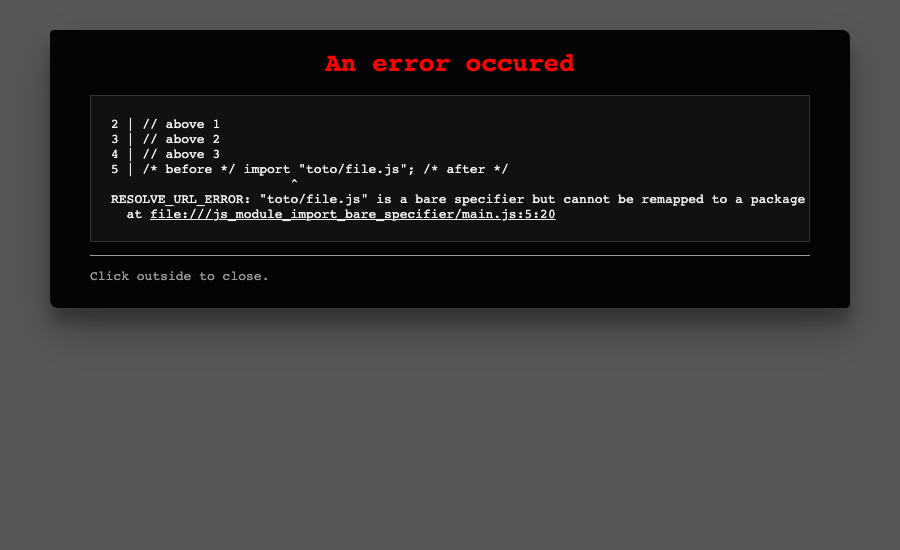 An error occured
2 | // above 1
3 | // above 2
4 | // above 3
5 | /* before */ import "toto/file.js"; /* after */
^
RESOLVE_URL_ERROR: "toto/file.js" is a bare specifier but cannot be remapped to a package
at file:///js_module_import_bare_specifier/main.js:5:20
Click outside to close.